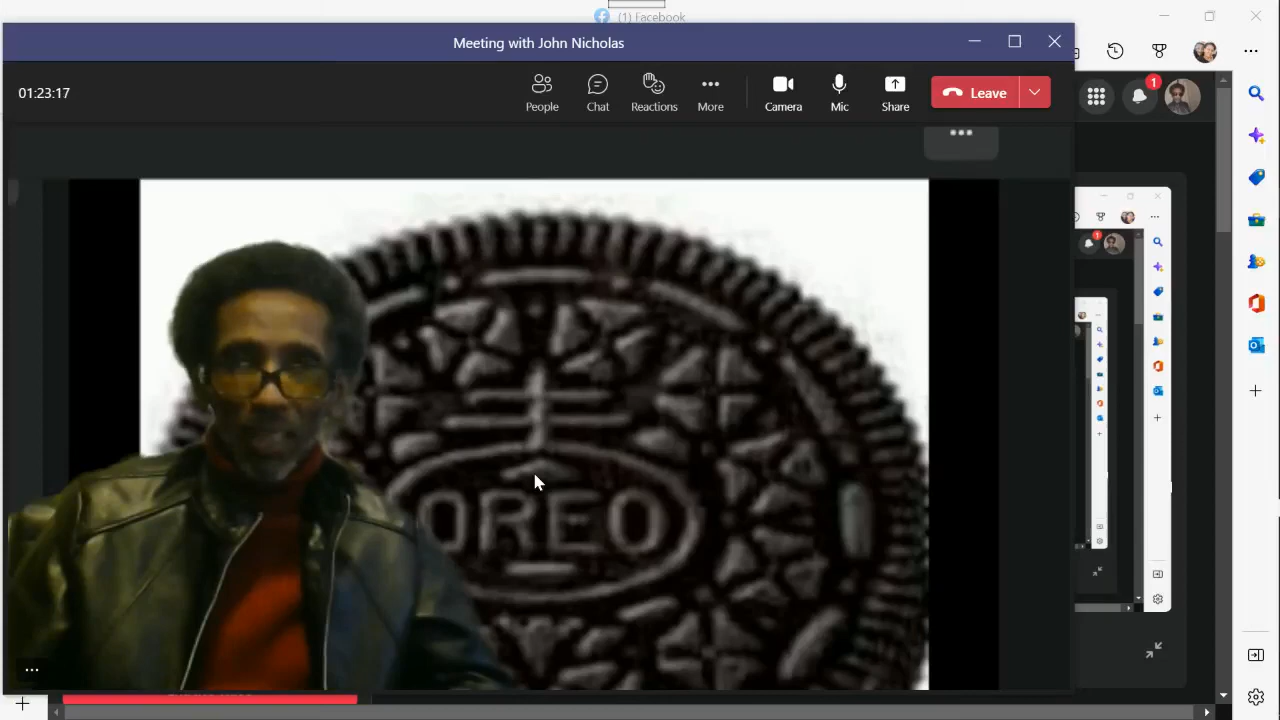 (1) Facebook
Meeting with John Nicholas
01:23:17
People
Chat
Reactions
More
Camera
Mic
Share
Leave
1
1
OREO